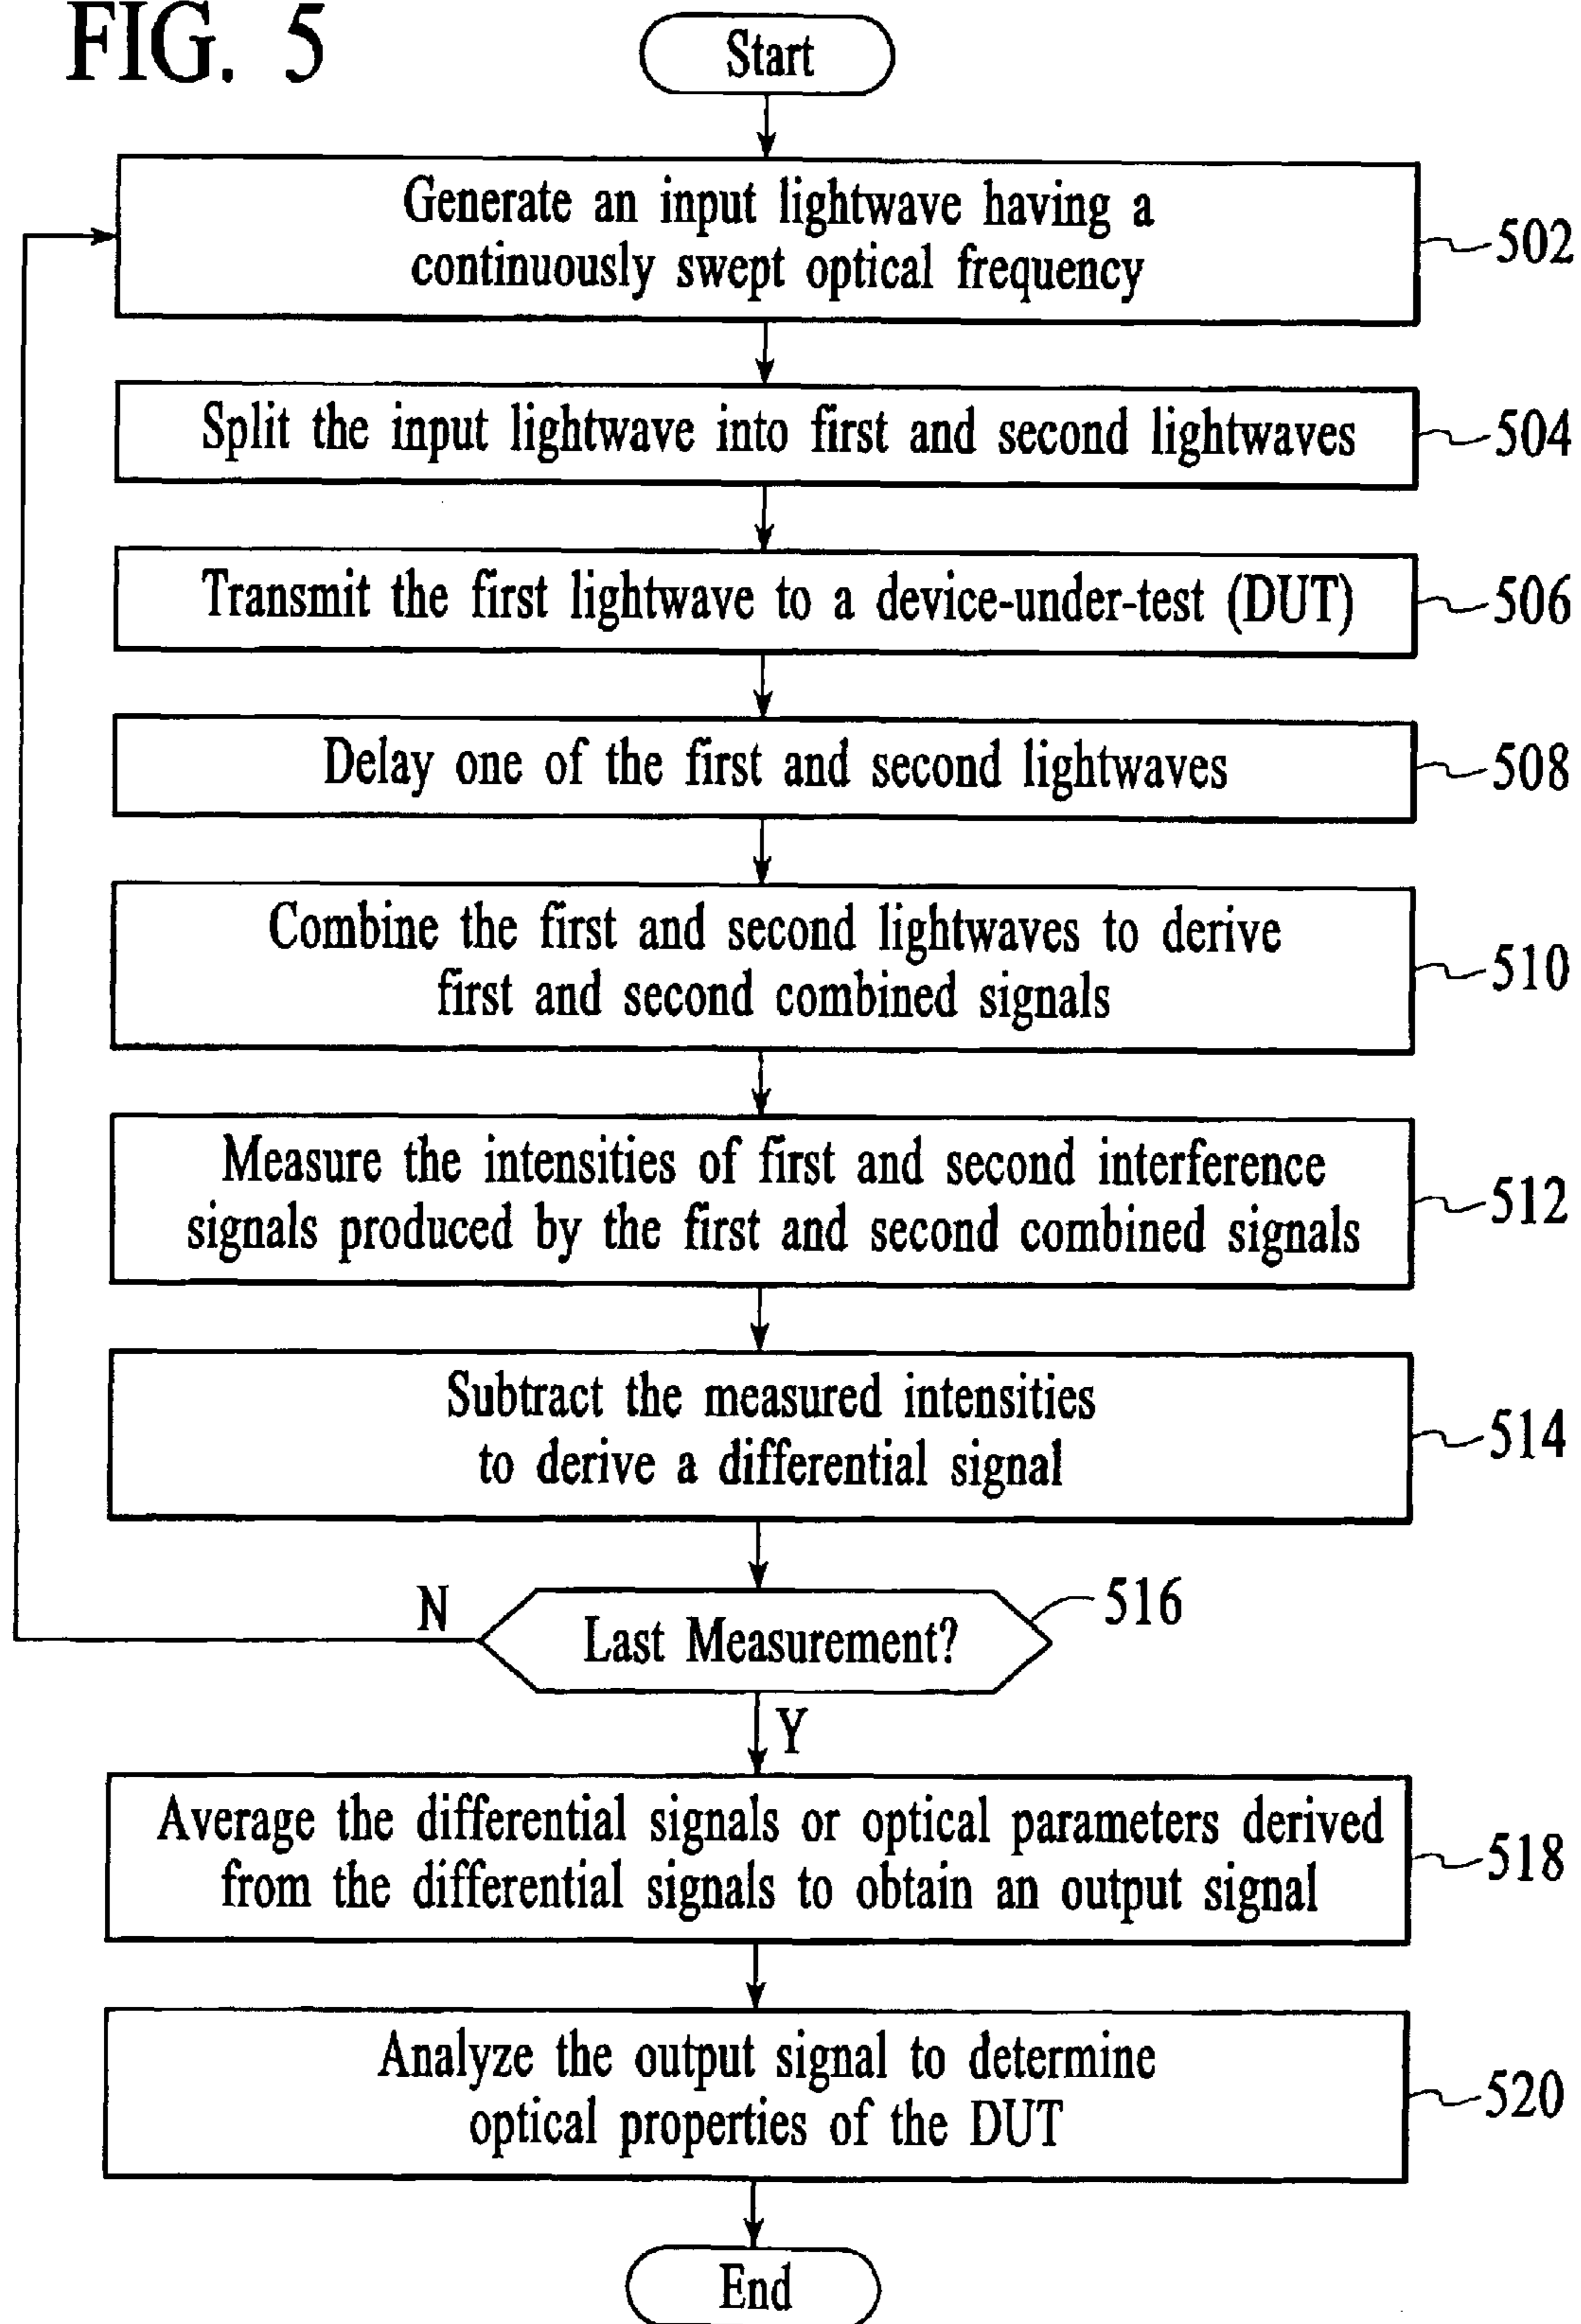 FIG. 5
Start
Generate an input lightwave having a
continuously swept optical frequency
502
Split the input lightwave into first and second lightwaves
504
Transmit the first lightwave to a device-under-test (DUT)
506
Delay one of the first and second lightwaves
508
Combine the first and second lightwaves to derive
first and second combined signals
510
Measure the intensities of first and second interference
signals produced by the first and second combined signals
512
Subtract the measured intensities
to derive a differential signal
514
N
Last Measurement?
516
Y
Average the differential signals or optical parameters derived
from the differential signals to obtain an output signal
518
Analyze the output signal to determine
optical properties of the DUT
520
End